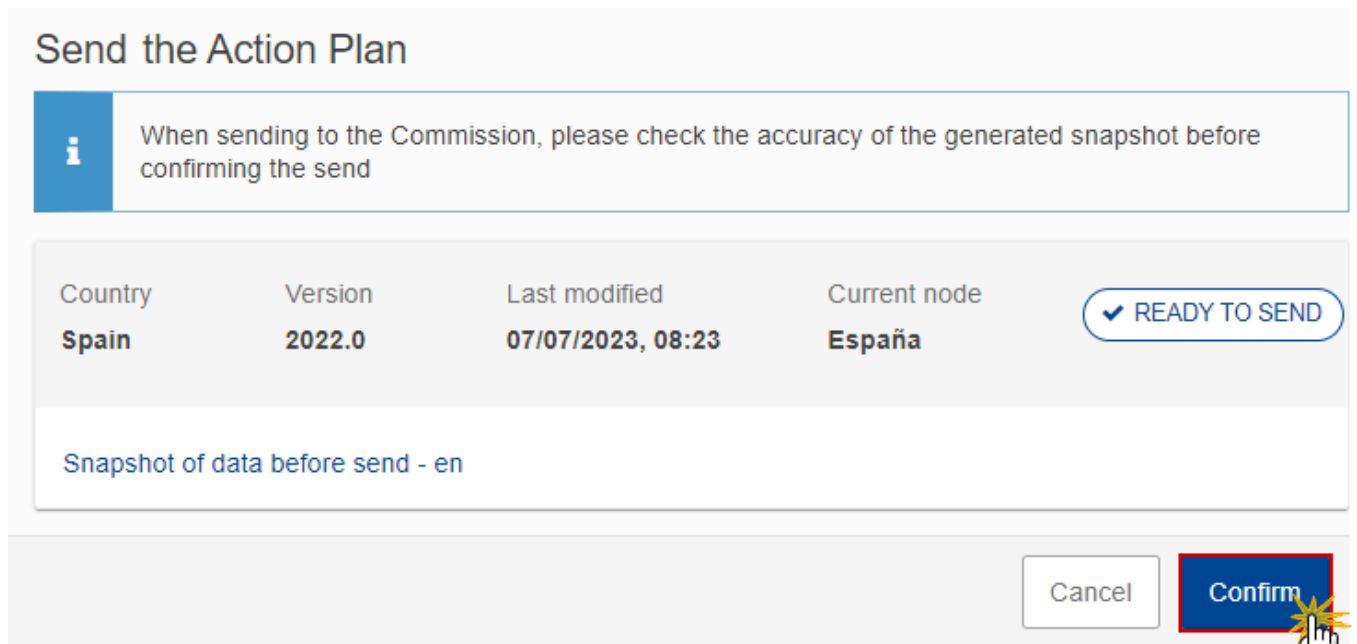 Send the Action Plan
i
When sending to the Commission, please check the accuracy of the generated snapshot before
confirming the send
Country Version Last modified Current node
✔ READY TO SEND
Spain 2022.0 07/07/2023, 08:23 España
Snapshot of data before send - en
Cancel Confirm